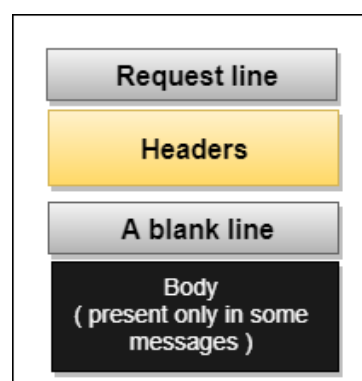 Request line
Headers
A blank line
Body
( present only in some
messages )